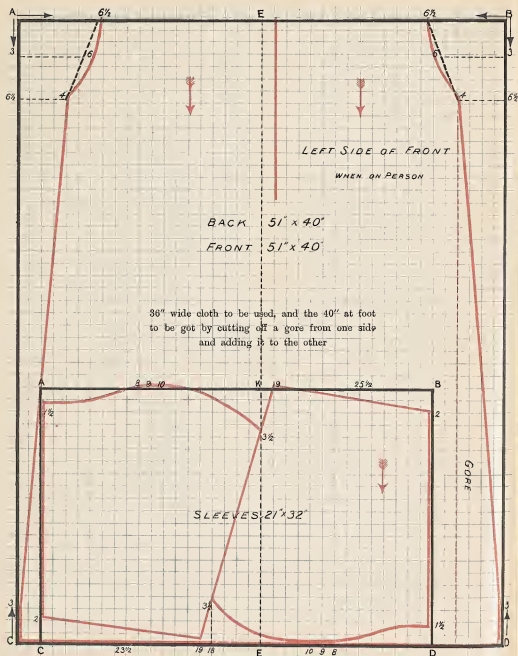 A 6½ E 6½ B
3 6 6 3
6½ 4 4 6½
LEFT SIDE OF FRONT
WHEN ON PERSON
BACK 51" x 40"
FRONT 51" x 40"
36" wide cloth to be used, and the 40" at foot
to be got by cutting off a gore from one side
and adding it to the other
A 8 9 10 K 19 25½ B
1½ 2
3½
GORE
SLEEVES 21" x 32"
3 3½ 3
2 1½
C D
C 23½ 19 18 E 10 9 8 D